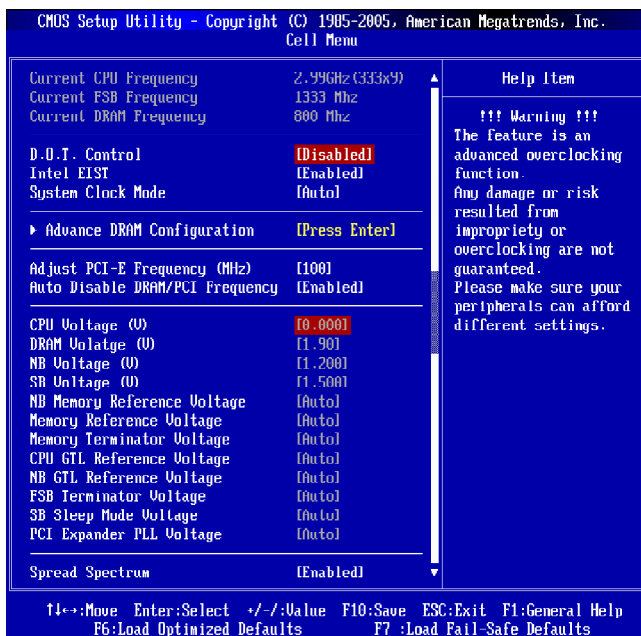 CMOS Setup Utility - Copyright (C) 1985-2005, American Megatrends, Inc.
Cell Menu
Current CPU Frequency 2.99GHz(333x9)
Current FSB Frequency 1333 Mhz
Current DRAM Frequency 800 Mhz
D.O.T. Control [Disabled]
Intel EIST [Enabled]
System Clock Mode [Auto]
Advance DRAM Configuration [Press Enter]
Adjust PCI-E Frequency (MHz) [100]
Auto Disable DRAM/PCI Frequency [Enabled]
CPU Voltage (V) [0.000]
DRAM Volatge (V) [1.90]
NB Voltage (V) [1.200]
SB Voltage (V) [1.500]
NB Memory Reference Voltage [Auto]
Memory Reference Voltage [Auto]
Memory Terminator Voltage [Auto]
CPU GTL Reference Voltage [Auto]
NB GTL Reference Voltage [Auto]
FSB Terminator Voltage [Auto]
SB Sleep Mode Voltage [Auto]
PCI Expander PLL Voltage [Auto]
Spread Spectrum [Enabled]
Help Item
!!! Warning !!!
The feature is an
advanced overclocking
function.
Any damage or risk
resulted from
impropriety or
overclocking are not
guaranteed.
Please make sure your
peripherals can afford
different settings.
↑↓←→:Move Enter:Select +/-/:Value F10:Save ESC:Exit F1:General Help
F6:Load Optimized Defaults F7 :Load Fail-Safe Defaults